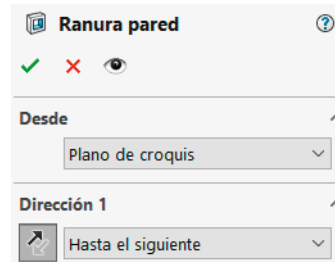 Ranura pared
Desde
Plano de croquis
Dirección 1
Hasta el siguiente